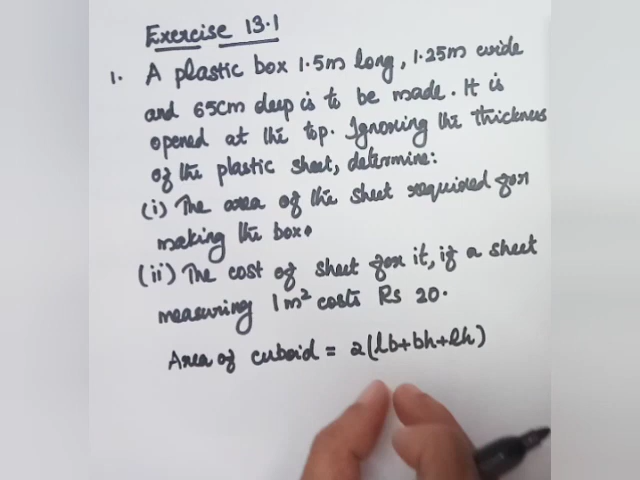 Exercise 13.1
1. A plastic box 1.5m long, 1.25m wide
and 65cm deep is to be made. It is
opened at the top. Ignoring the thickness
of the plastic sheet, determine:
(i) The area of the sheet required for
making the box.
(ii) The cost of sheet for it, if a sheet
measuring 1m² costs Rs 20.
Area of cuboid = 2(lb+bh+lh)